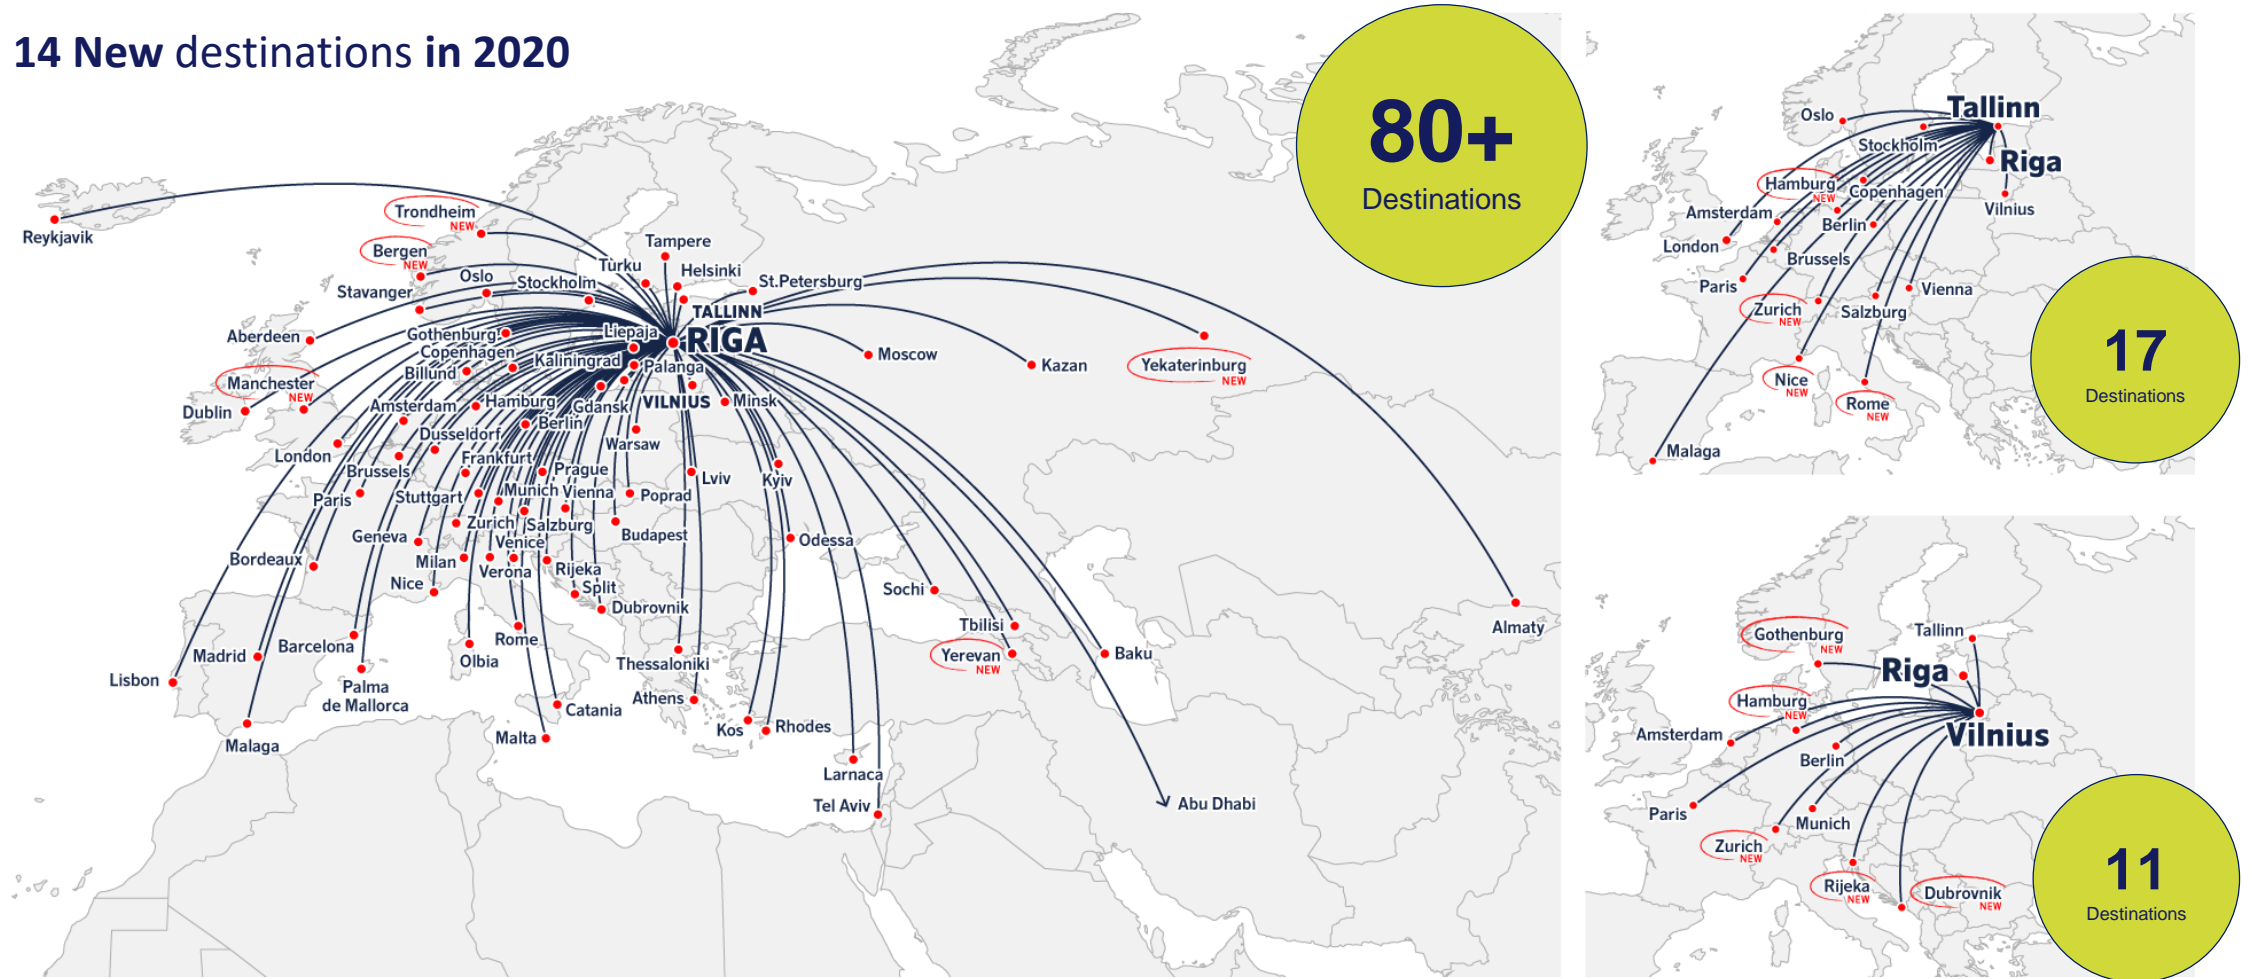 14 New destinations in 2020
80+
Destinations
Reykjavik
Trondheim
NEW
Bergen
NEW
Stavanger
Oslo
Stockholm
Turku
Tampere
Helsinki
St.Petersburg
TALLINN
RIGA
Liepaja
Aberdeen
Gothenburg
Copenhagen
Billund
Kaliningrad
Palanga
Moscow
Kazan
Yekaterinburg
NEW
Manchester
NEW
Dublin
Amsterdam
Hamburg
Gdansk
VILNIUS
Minsk
Berlin
Dusseldorf
Warsaw
London
Brussels
Frankfurt
Prague
Lviv
Kyiv
Paris
Stuttgart
Munich
Vienna
Poprad
Geneva
Zurich
Salzburg
Budapest
Venice
Odessa
Bordeaux
Milan
Verona
Rijeka
Nice
Split
Dubrovnik
Sochi
Tbilisi
Almaty
Madrid
Barcelona
Rome
Olbia
Thessaloniki
Yerevan
NEW
Baku
Lisbon
Palma
de Mallorca
Catania
Athens
Kos
Rhodes
Malaga
Malta
Larnaca
Tel Aviv
Abu Dhabi
Tallinn
Oslo
Stockholm
Riga
Hamburg
NEW
Copenhagen
Vilnius
Amsterdam
Berlin
London
Brussels
Paris
Vienna
Zurich
NEW
Salzburg
Nice
NEW
Rome
NEW
Malaga
17
Destinations
Gothenburg
NEW
Tallinn
Riga
Hamburg
NEW
Amsterdam
Vilnius
Berlin
Paris
Munich
Zurich
NEW
Rijeka
NEW
Dubrovnik
NEW
11
Destinations